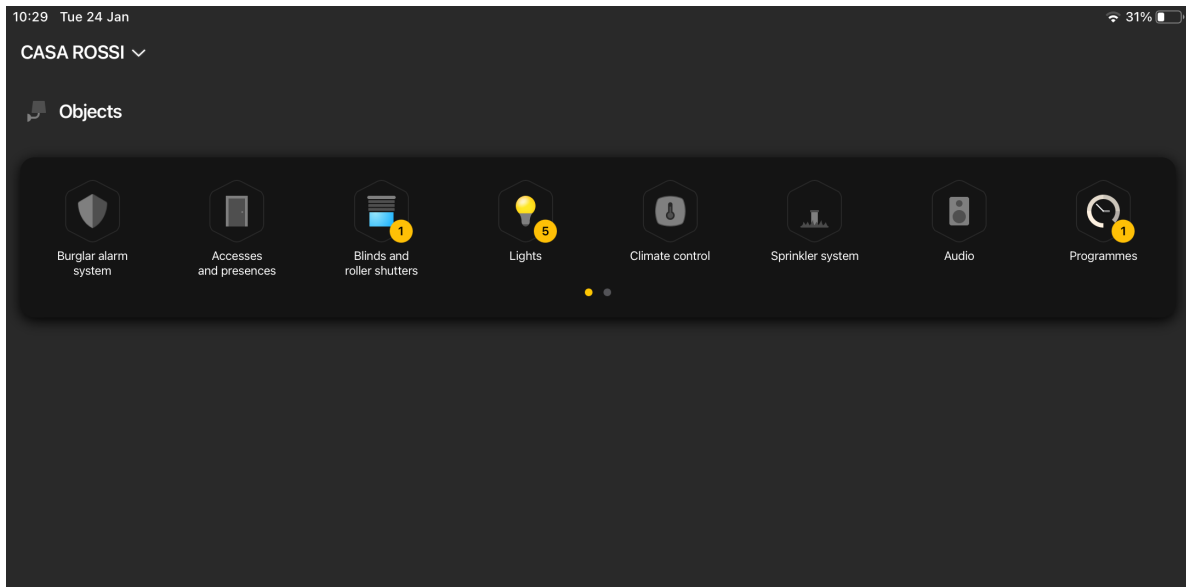 10:29 Tue 24 Jan 31%
CASA ROSSI
Objects
1
5
1
Burglar alarm
system
Accesses
and presences
Blinds and
roller shutters
Lights
Climate control
Sprinkler system
Audio
Programmes